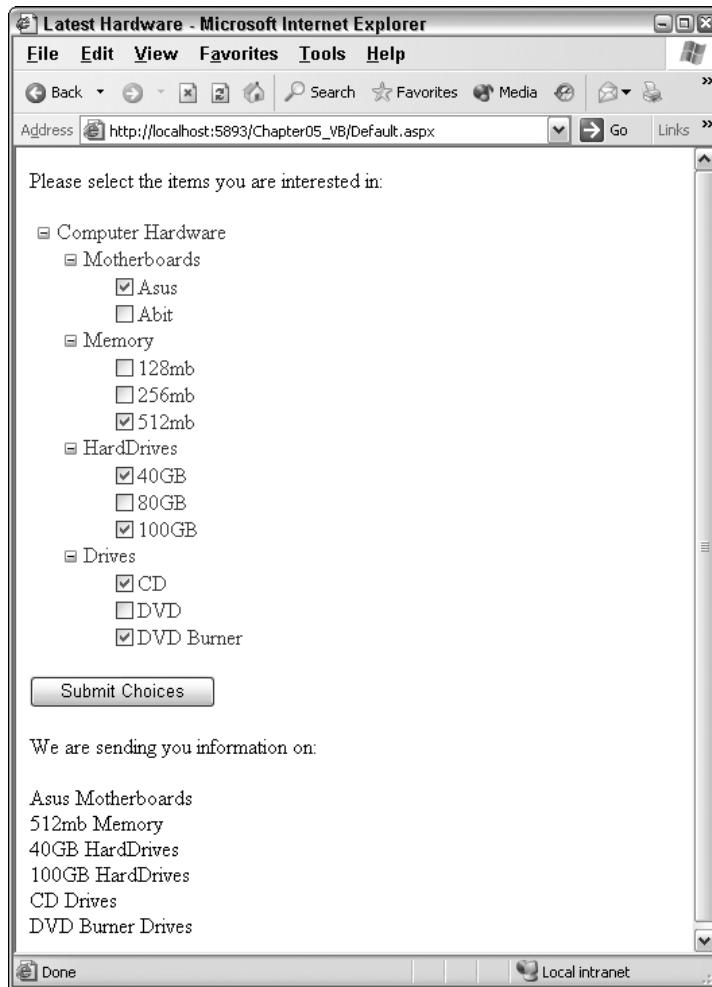 Latest Hardware - Microsoft Internet Explorer
File Edit View Favorites Tools Help
Back Search Favorites Media
Address http://localhost:5893/Chapter05_VB/Default.aspx Go Links
Please select the items you are interested in:
Computer Hardware
Motherboards
Asus
Abit
Memory
128mb
256mb
512mb
HardDrives
40GB
80GB
100GB
Drives
CD
DVD
DVD Burner
Submit Choices
We are sending you information on:
Asus Motherboards
512mb Memory
40GB HardDrives
100GB HardDrives
CD Drives
DVD Burner Drives
Done Local intranet